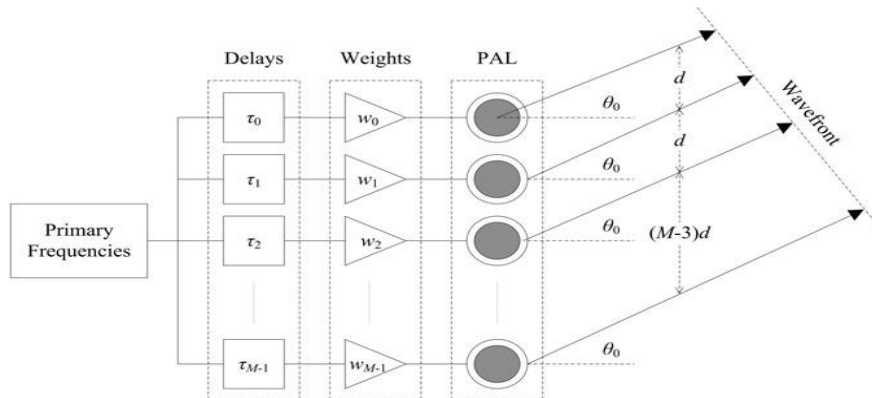 Delays Weights PAL
τ0 w0 θ0 d
τ1 w1 θ0 d
Wavefront
Primary
Frequencies
τ2 w2 θ0 (M-3)d
τM-1 wM-1 θ0